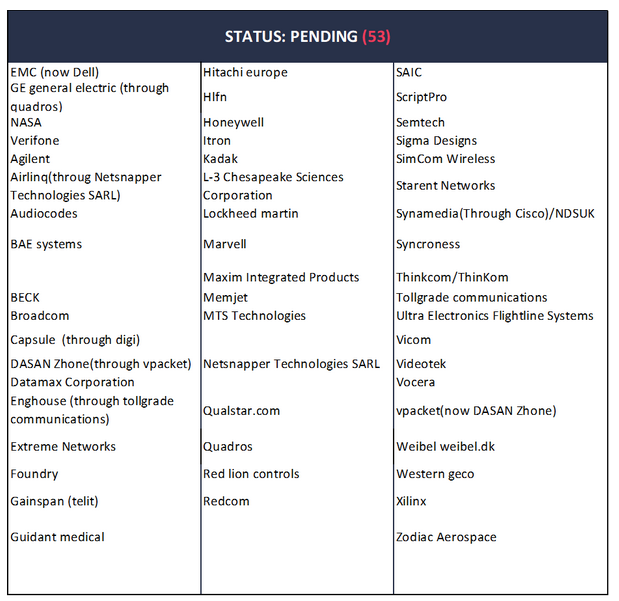 STATUS: PENDING (53)
EMC (now Dell)
GE general electric (through
quadros)
NASA
Verifone
Agilent
Airlinq(throug Netsnapper
Technologies SARL)
Audiocodes
BAE systems
BECK
Broadcom
Capsule (through digi)
DASAN Zhone(through vpacket)
Datamax Corporation
Enghouse (through tollgrade
communications)
Extreme Networks
Foundry
Gainspan (telit)
Guidant medical
Hitachi europe
Hlfn
Honeywell
Itron
Kadak
L-3 Chesapeake Sciences
Corporation
Lockheed martin
Marvell
Maxim Integrated Products
Memjet
MTS Technologies
Netsnapper Technologies SARL
Qualstar.com
Quadros
Red lion controls
Redcom
SAIC
ScriptPro
Semtech
Sigma Designs
SimCom Wireless
Starent Networks
Synamedia(Through Cisco)/NDSUK
Syncroness
Thinkcom/ThinKom
Tollgrade communications
Ultra Electronics Flightline Systems
Vicom
Videotek
Vocera
vpacket(now DASAN Zhone)
Weibel weibel.dk
Western geco
Xilinx
Zodiac Aerospace